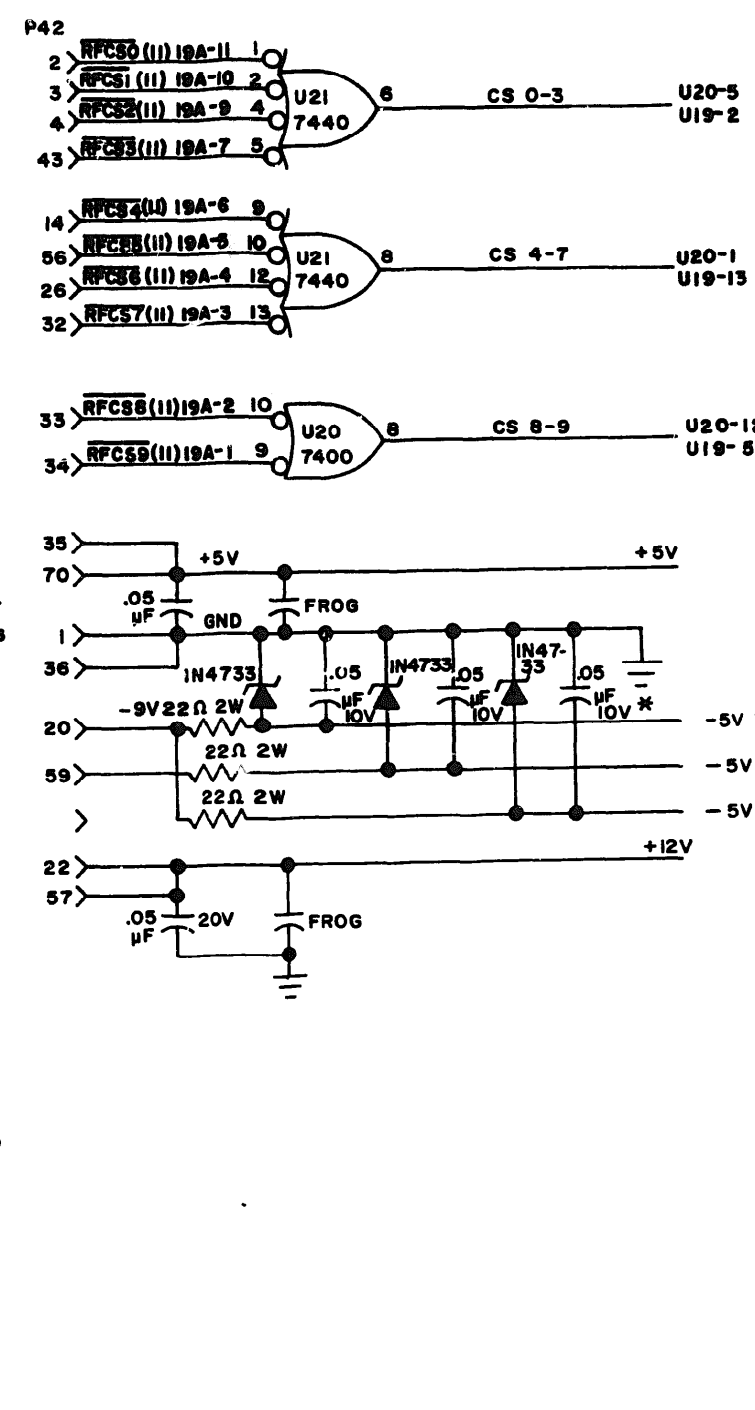 P42
2 RFCS0 (11) 19A-11 1
3 RFCS1 (11) 19A-10 2
4 RFCS2 (11) 19A-9 4
43 RFCS3 (11) 19A-7 5
U21
7440
6 CS 0-3 U20-5
U19-2
14 RFCS4 (11) 19A-6 9
56 RFCS5 (11) 19A-5 10
26 RFCS6 (11) 19A-4 12
32 RFCS7 (11) 19A-3 13
U21
7440
8 CS 4-7 U20-1
U19-13
33 RFCS8 (11) 19A-2 10
34 RFCS9 (11) 19A-1 9
U20
7400
8 CS 8-9
U19-5
35
70 +5V +5V
.05
µF
FROG
1 GND
36
1N4733 .05
µF
10V
1N4733 .05
µF
10V
1N47-
33
.05
µF
10V *
20 -9V 22Ω 2W -5V
59 22Ω 2W -5V
22Ω 2W -5V
22 +12V
57
.05
µF
20V FROG